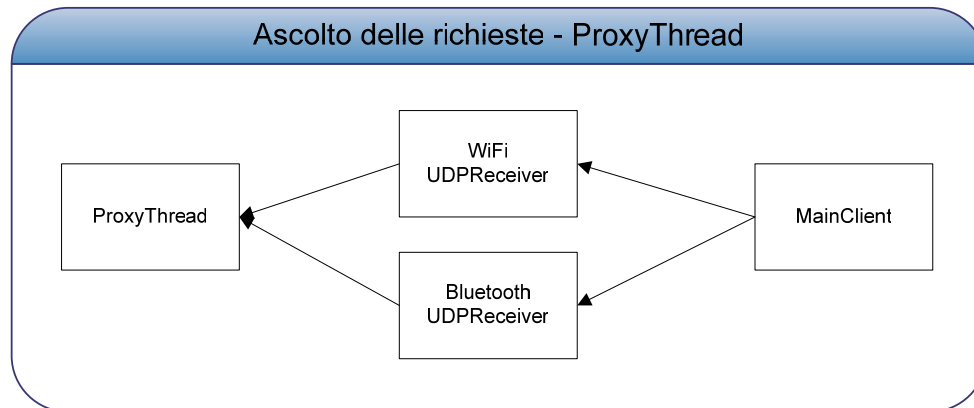 Ascolto delle richieste - ProxyThread
WiFi
UDPReceiver
ProxyThread
MainClient
Bluetooth
UDPReceiver